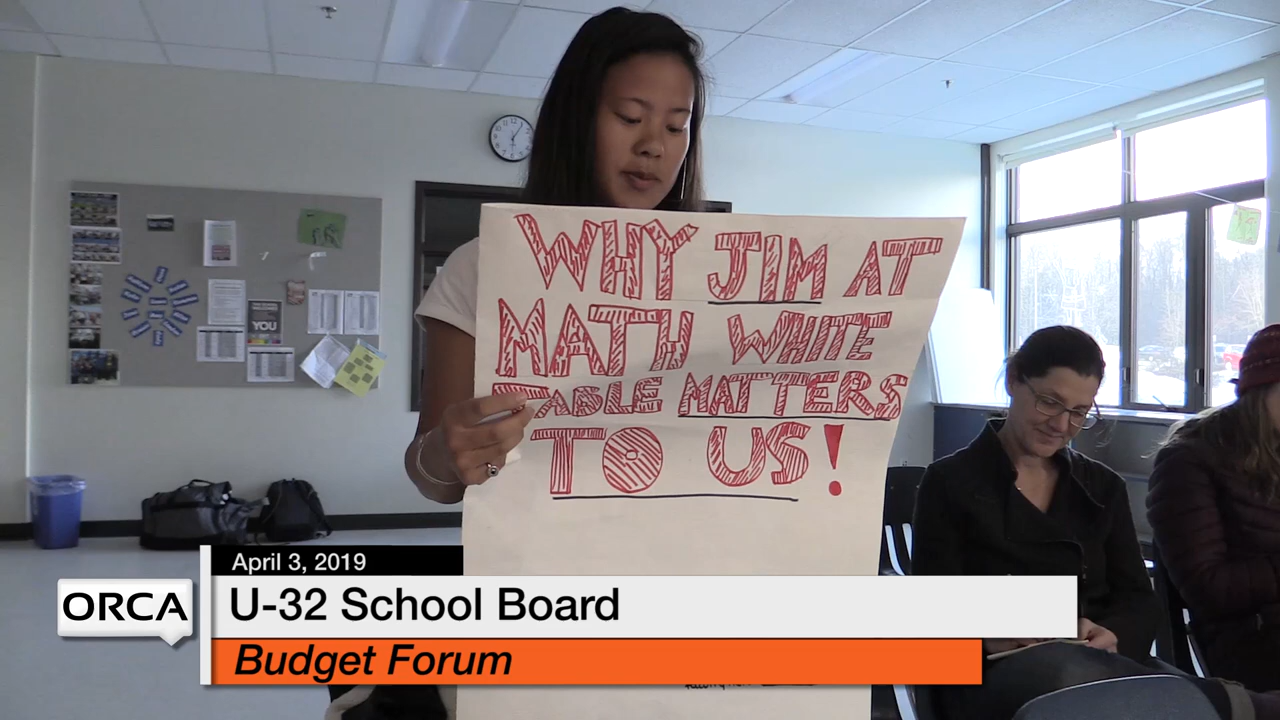 WHY JIM AT
MATH WHITE
TABLE MATTERS
TO US!
YOU
April 3, 2019
ORCA
U-32 School Board
Budget Forum